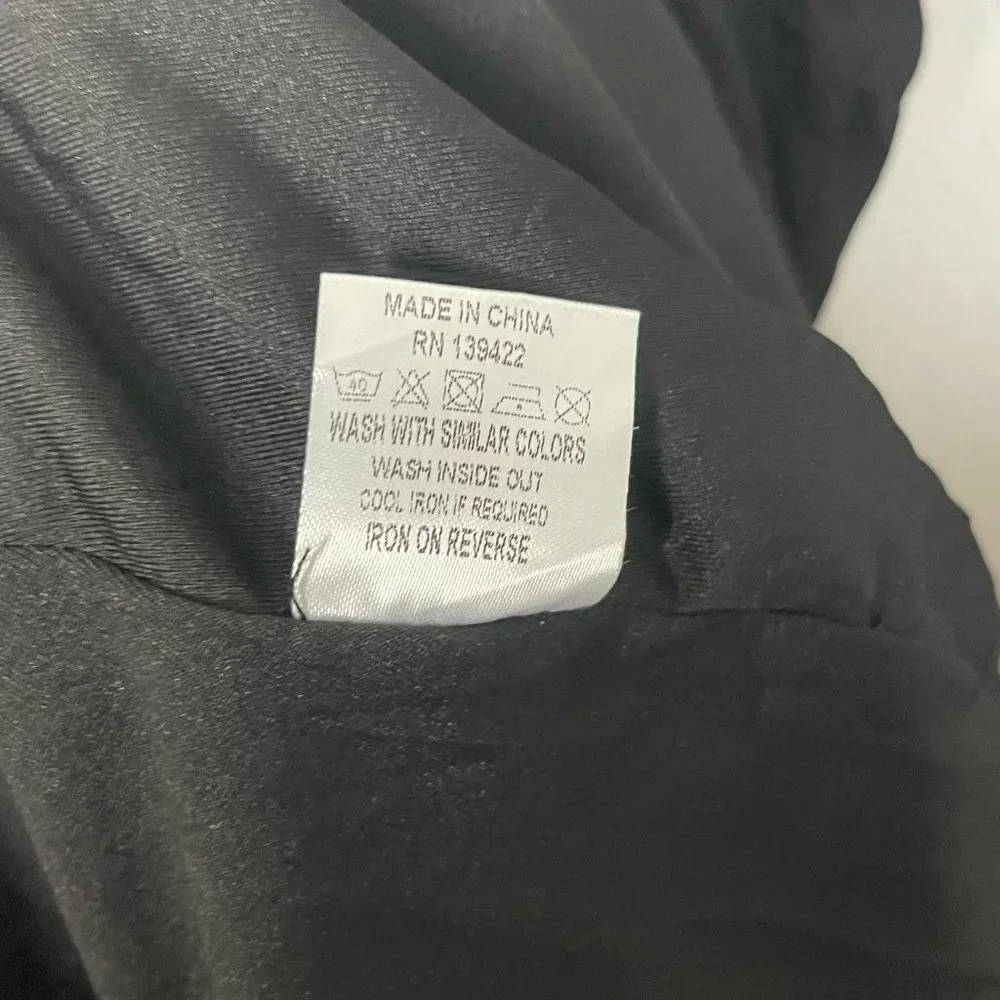 MADE IN CHINA
RN 139422
40
WASH WITH SIMILAR COLORS
WASH INSIDE OUT
COOL IRON IF REQUIRED
IRON ON REVERSE